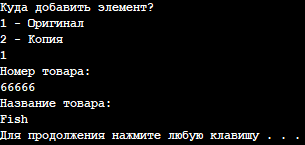 Куда добавить элемент?
1 - Оригинал
2 - Копия
1
Номер товара:
66666
Название товара:
Fish
Для продолжения нажмите любую клавишу . . .